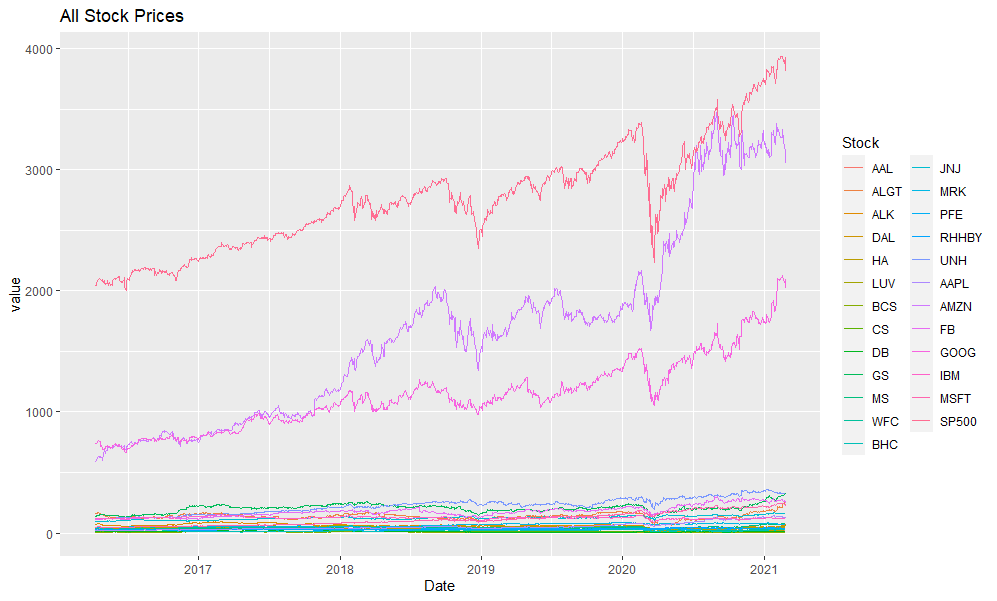 All Stock Prices
4000
3000
2000
1000
0
value
2017 2018 2019 2020 2021
Date
Stock
AAL JNJ
ALGT MRK
ALK PFE
DAL RHHBY
HA UNH
LUV AAPL
BCS AMZN
CS FB
DB GOOG
GS IBM
MS MSFT
WFC SP500
BHC